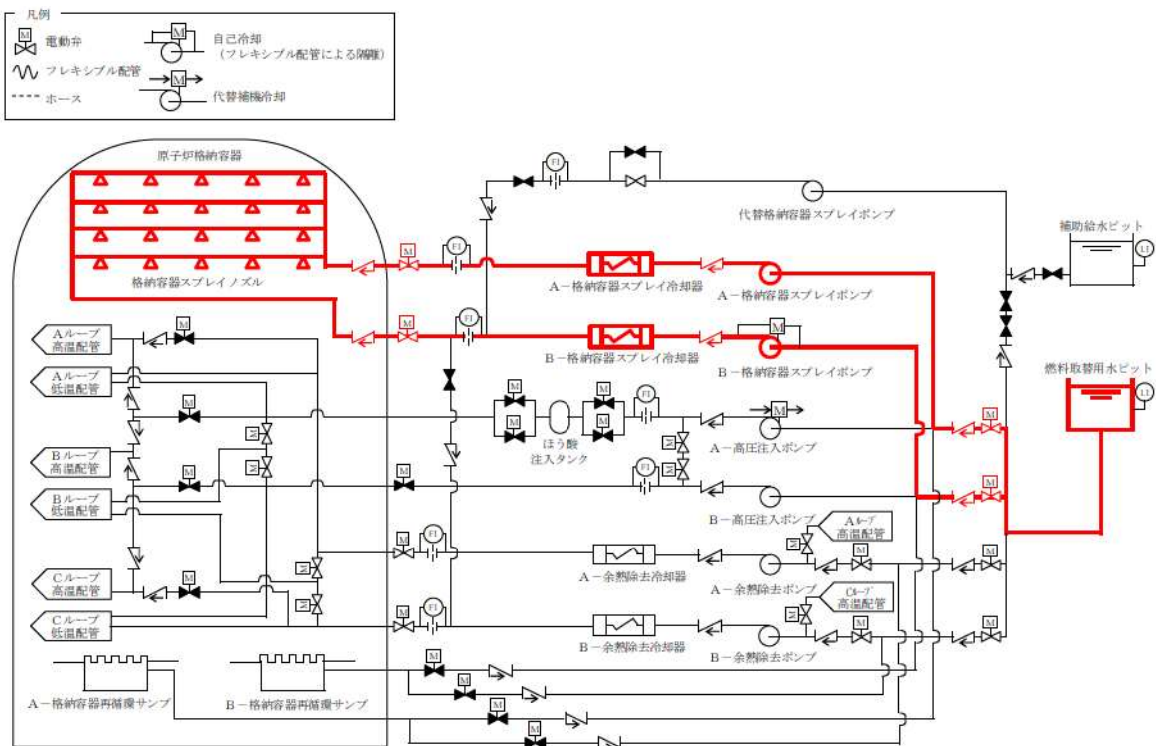 凡例
M
電動弁
フレキシブル配管
ホース
M
自己冷却
(フレキシブル配管による隔離)
M
代替補機冷却
原子炉格納容器
格納容器スプレイノズル
FI
代替格納容器スプレイポンプ
補助給水ピット
LI
M
FI
A－格納容器スプレイ冷却器
A－格納容器スプレイポンプ
M
FI
B－格納容器スプレイ冷却器
M
B－格納容器スプレイポンプ
燃料取替用水ピット
LI
Aループ
高温配管
M
Aループ
低温配管
M
M
M
M
M
ほう酸
注入タンク
FI
M
A－高圧注入ポンプ
M
M
M
M
M
Bループ
高温配管
Bループ
低温配管
M
M
FI
B－高圧注入ポンプ
M
M
M
FI
A－余熱除去冷却器
A－余熱除去ポンプ
Aループ
高温配管
M
M
M
Cループ
高温配管
M
M
Cループ
低温配管
M
FI
B－余熱除去冷却器
B－余熱除去ポンプ
Cループ
高温配管
M
M
M
A－格納容器再循環サンプ
B－格納容器再循環サンプ
M
M
M
M